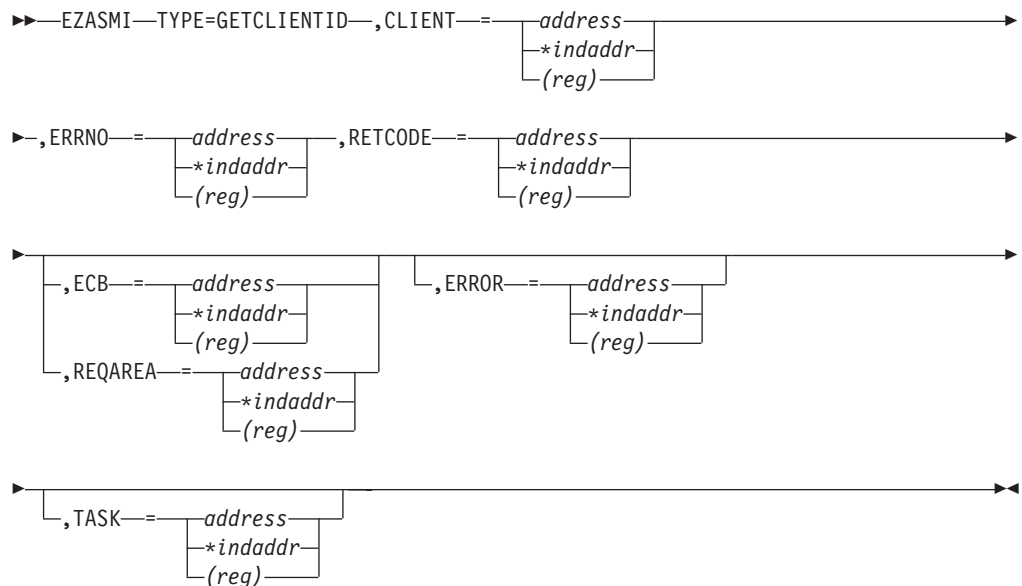 EZASMI TYPE=GETCLIENTID ,CLIENT = address
*indaddr
(reg)
,ERRNO = address ,RETCODE = address
*indaddr *indaddr
(reg) (reg)
,ECB = address ,ERROR = address
*indaddr *indaddr
(reg) (reg)
,REQAREA = address
*indaddr
(reg)
,TASK = address
*indaddr
(reg)